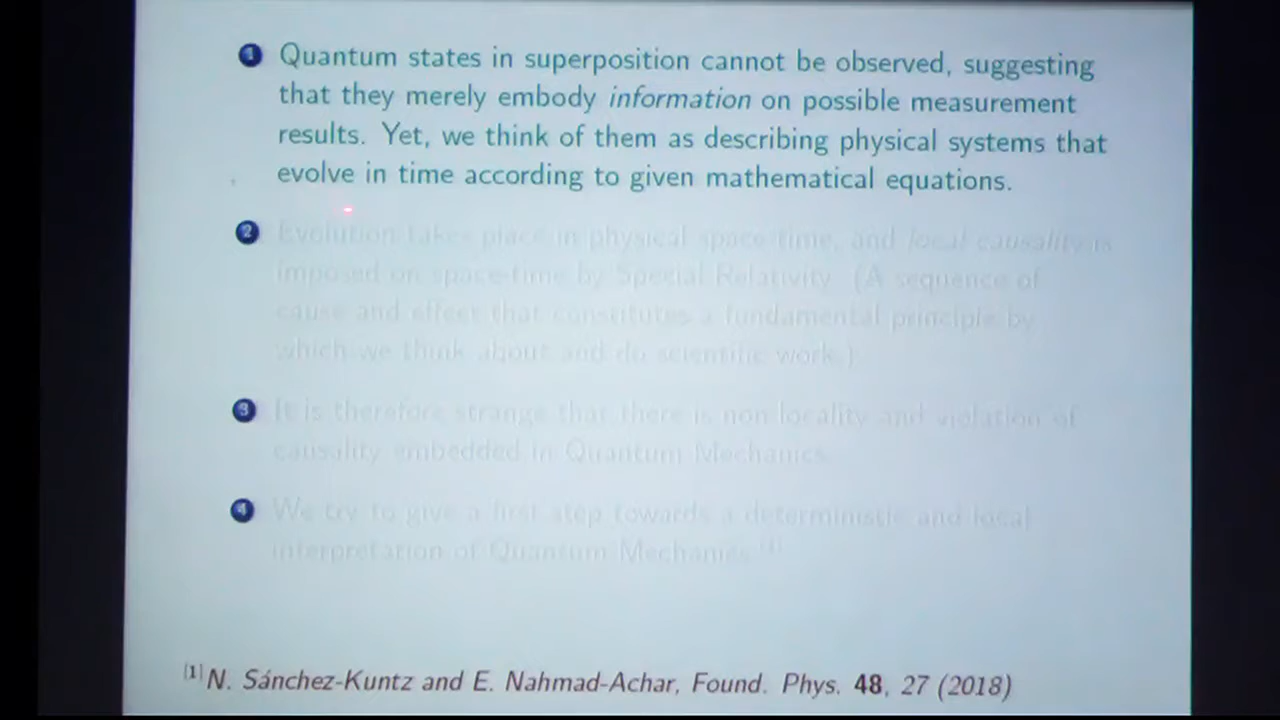 1 Quantum states in superposition cannot be observed, suggesting
that they merely embody information on possible measurement
results. Yet, we think of them as describing physical systems that
evolve in time according to given mathematical equations.
2 Evolution takes place in physical space-time, and local causality is
imposed on space-time by Special Relativity. (A sequence of
cause and effect that constitutes a fundamental principle by
which we think about and do scientific work.)
3 It is therefore strange that there is non-locality and violation of
causality embedded in Quantum Mechanics.
4 We try to give a first step towards a deterministic and local
interpretation of Quantum Mechanics.[1]
[1] N. Sánchez-Kuntz and E. Nahmad-Achar, Found. Phys. 48, 27 (2018)